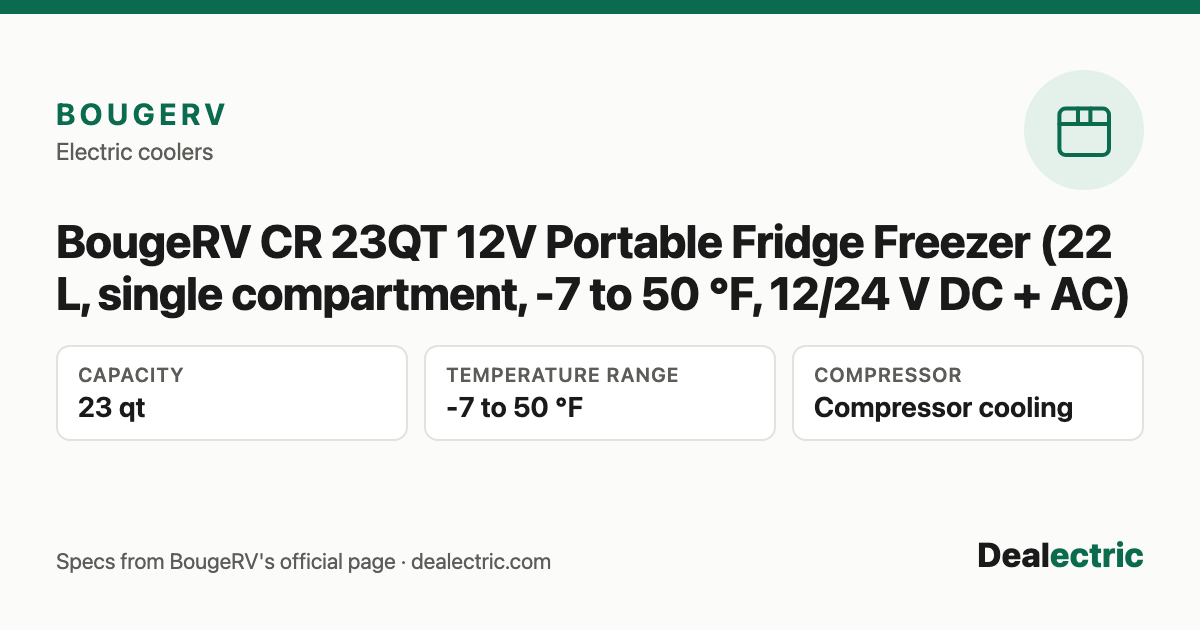 BOUGERV
Electric coolers
BougeRV CR 23QT 12V Portable Fridge Freezer (22
L, single compartment, -7 to 50 °F, 12/24 V DC + AC)
CAPACITY
23 qt
TEMPERATURE RANGE
-7 to 50 °F
COMPRESSOR
Compressor cooling
Specs from BougeRV's official page · dealectric.com
Dealectric